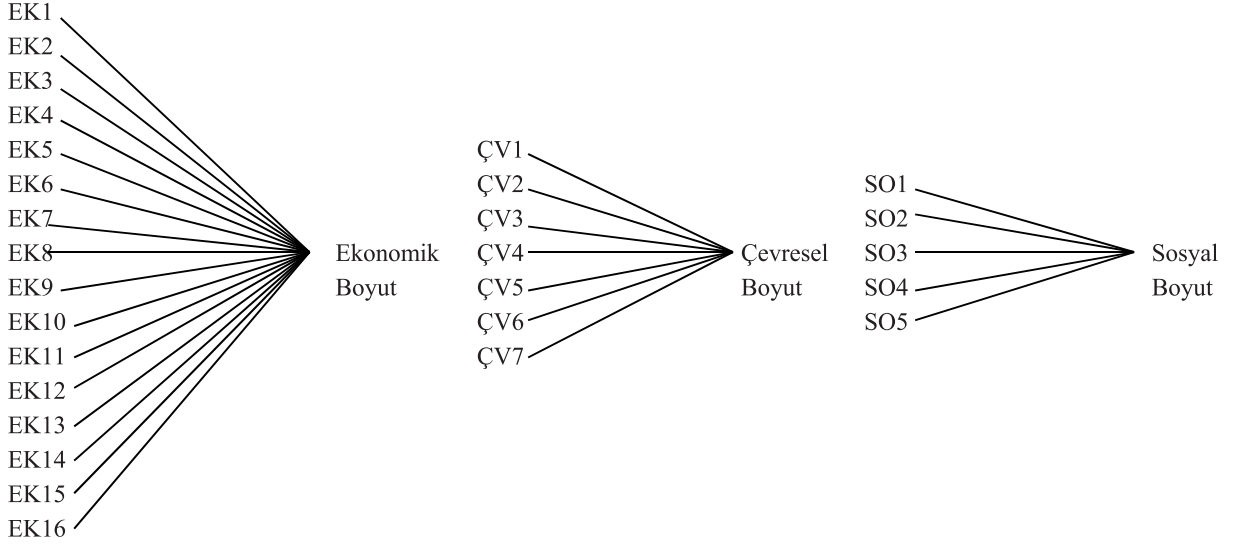 EK1
EK2
EK3
EK4
EK5
EK6
EK7
EK8
EK9
EK10
EK11
EK12
EK13
EK14
EK15
EK16
Ekonomik
Boyut
ÇV1
ÇV2
ÇV3
ÇV4
ÇV5
ÇV6
ÇV7
Çevresel
Boyut
SO1
SO2
SO3
SO4
SO5
Sosyal
Boyut